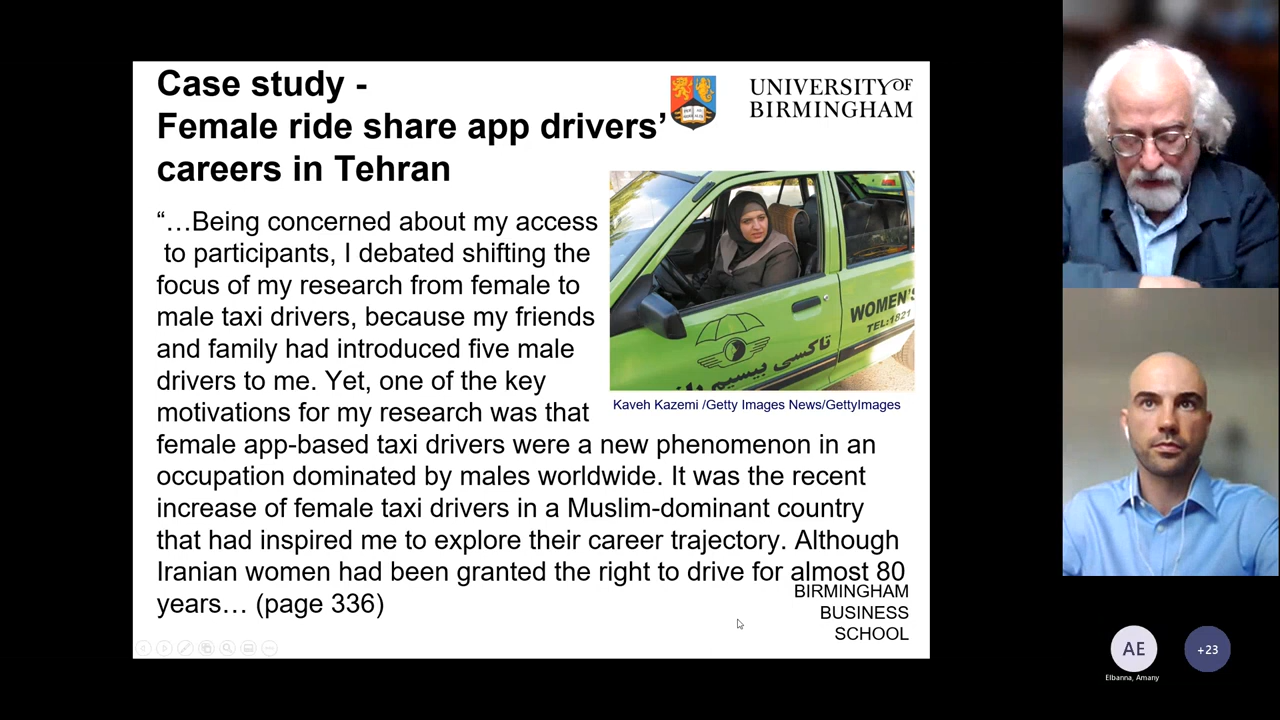 Case study -
Female ride share app drivers’
careers in Tehran
UNIVERSITYOF
BIRMINGHAM
“…Being concerned about my access
to participants, I debated shifting the
focus of my research from female to
male taxi drivers, because my friends
and family had introduced five male
drivers to me. Yet, one of the key
motivations for my research was that
female app-based taxi drivers were a new phenomenon in an
occupation dominated by males worldwide. It was the recent
increase of female taxi drivers in a Muslim-dominant country
that had inspired me to explore their career trajectory. Although
Iranian women had been granted the right to drive for almost 80
years… (page 336)
WOMEN'S
TEL:1821
تاکسی بیسیم
Kaveh Kazemi /Getty Images News/GettyImages
BIRMINGHAM
BUSINESS
SCHOOL
AE
+23
Elbanna, Amany